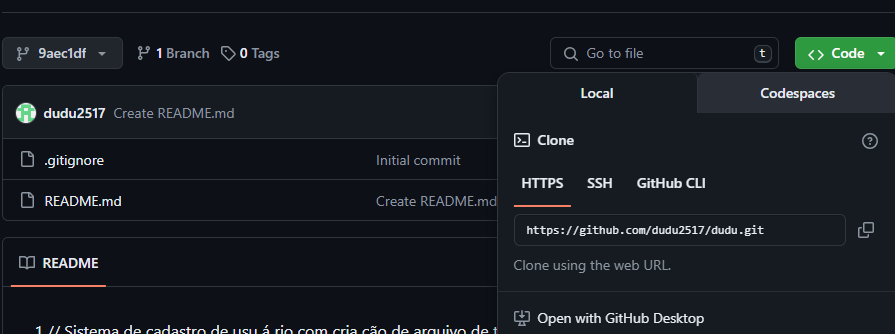 9aec1df
1 Branch
0 Tags
Go to file
t
Code
dudu2517 Create README.md
.gitignore Initial commit
README.md Create README.md
README
1 // Sistema de cadastro de usu á rio com cria ção de arquivo de
Local
Codespaces
Clone
HTTPS
SSH
GitHub CLI
https://github.com/dudu2517/dudu.git
Clone using the web URL.
Open with GitHub Desktop